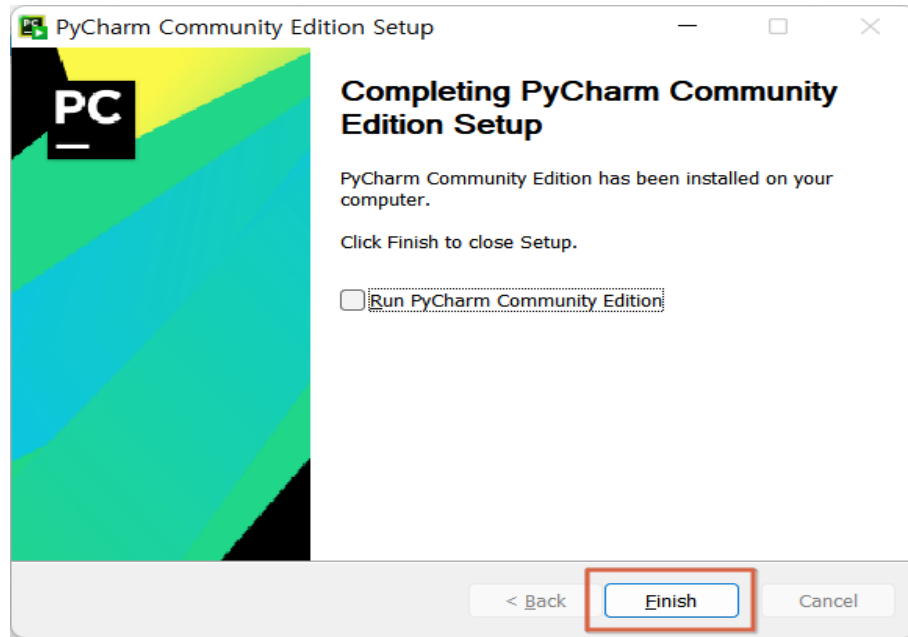 PyCharm Community Edition Setup
PC
Completing PyCharm Community
Edition Setup
PyCharm Community Edition has been installed on your
computer.
Click Finish to close Setup.
Run PyCharm Community Edition
< Back
Finish
Cancel